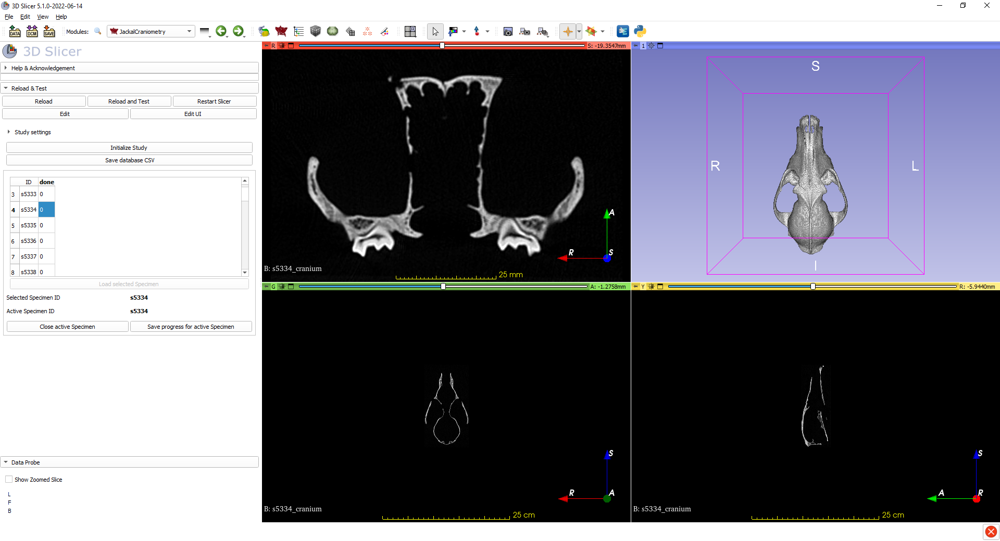 3D Slicer 5.1.0-2022-06-14
File Edit View Help
DATA DCM SAVE Modules: JackalCraniometry
3D Slicer
Help & Acknowledgement
Reload & Test
Reload Reload and Test Restart Slicer
Edit Edit UI
Study settings
Initialize Study
Save database CSV
ID done
3 s5333 0
4 s5334 0
5 s5335 0
6 s5336 0
7 s5337 0
8 s5338 0
Load selected Specimen
Selected Specimen ID s5334
Active Specimen ID s5334
Close active Specimen Save progress for active Specimen
Data Probe
Show Zoomed Slice
L
F
B
R S: -19.3547mm
A
R S
B: s5334_cranium
25 mm
1
S
R L
I
G A: -1.2758mm
S
R A
B: s5334_cranium
25 cm
Y R: -5.9440mm
S
A R
B: s5334_cranium
25 cm